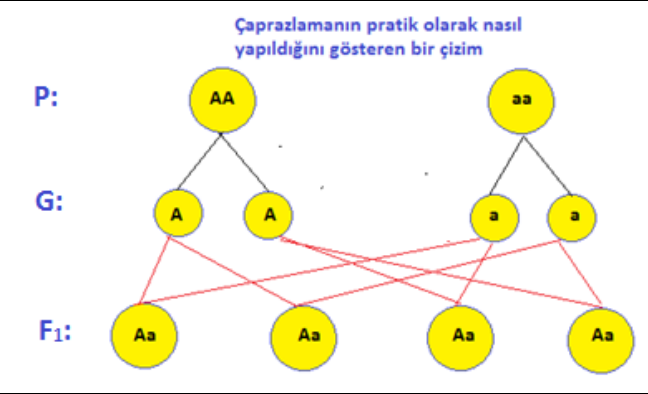 Çaprazlamanın pratik olarak nasıl
yapıldığını gösteren bir çizim
P: AA aa
G: A A a a
F1: Aa Aa Aa Aa